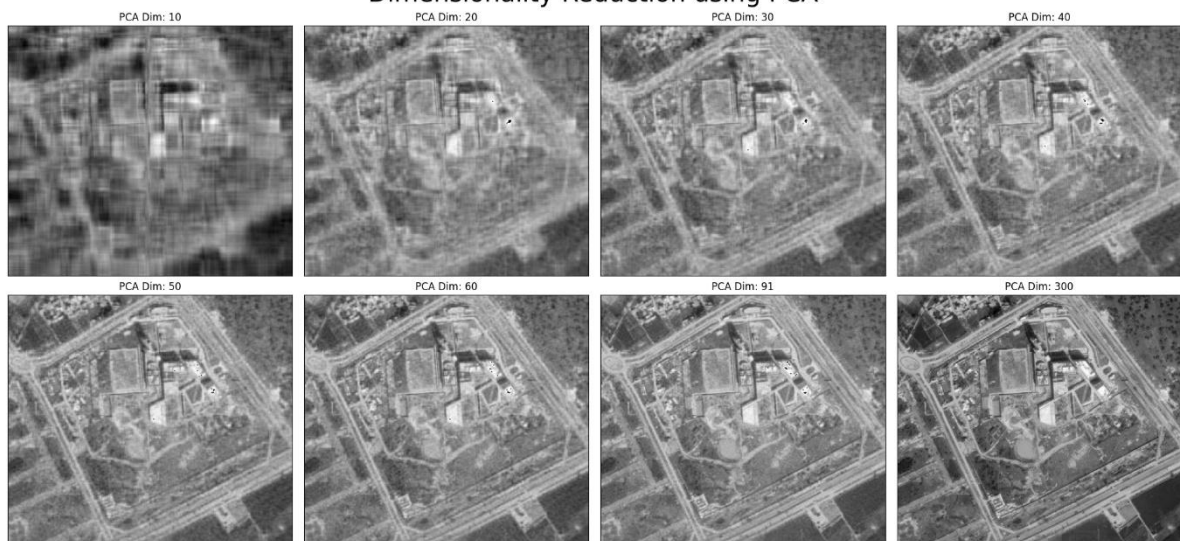 Dimensionality Reduction using PCA
PCA Dim: 10
PCA Dim: 20
PCA Dim: 30
PCA Dim: 40
PCA Dim: 50
PCA Dim: 60
PCA Dim: 91
PCA Dim: 300